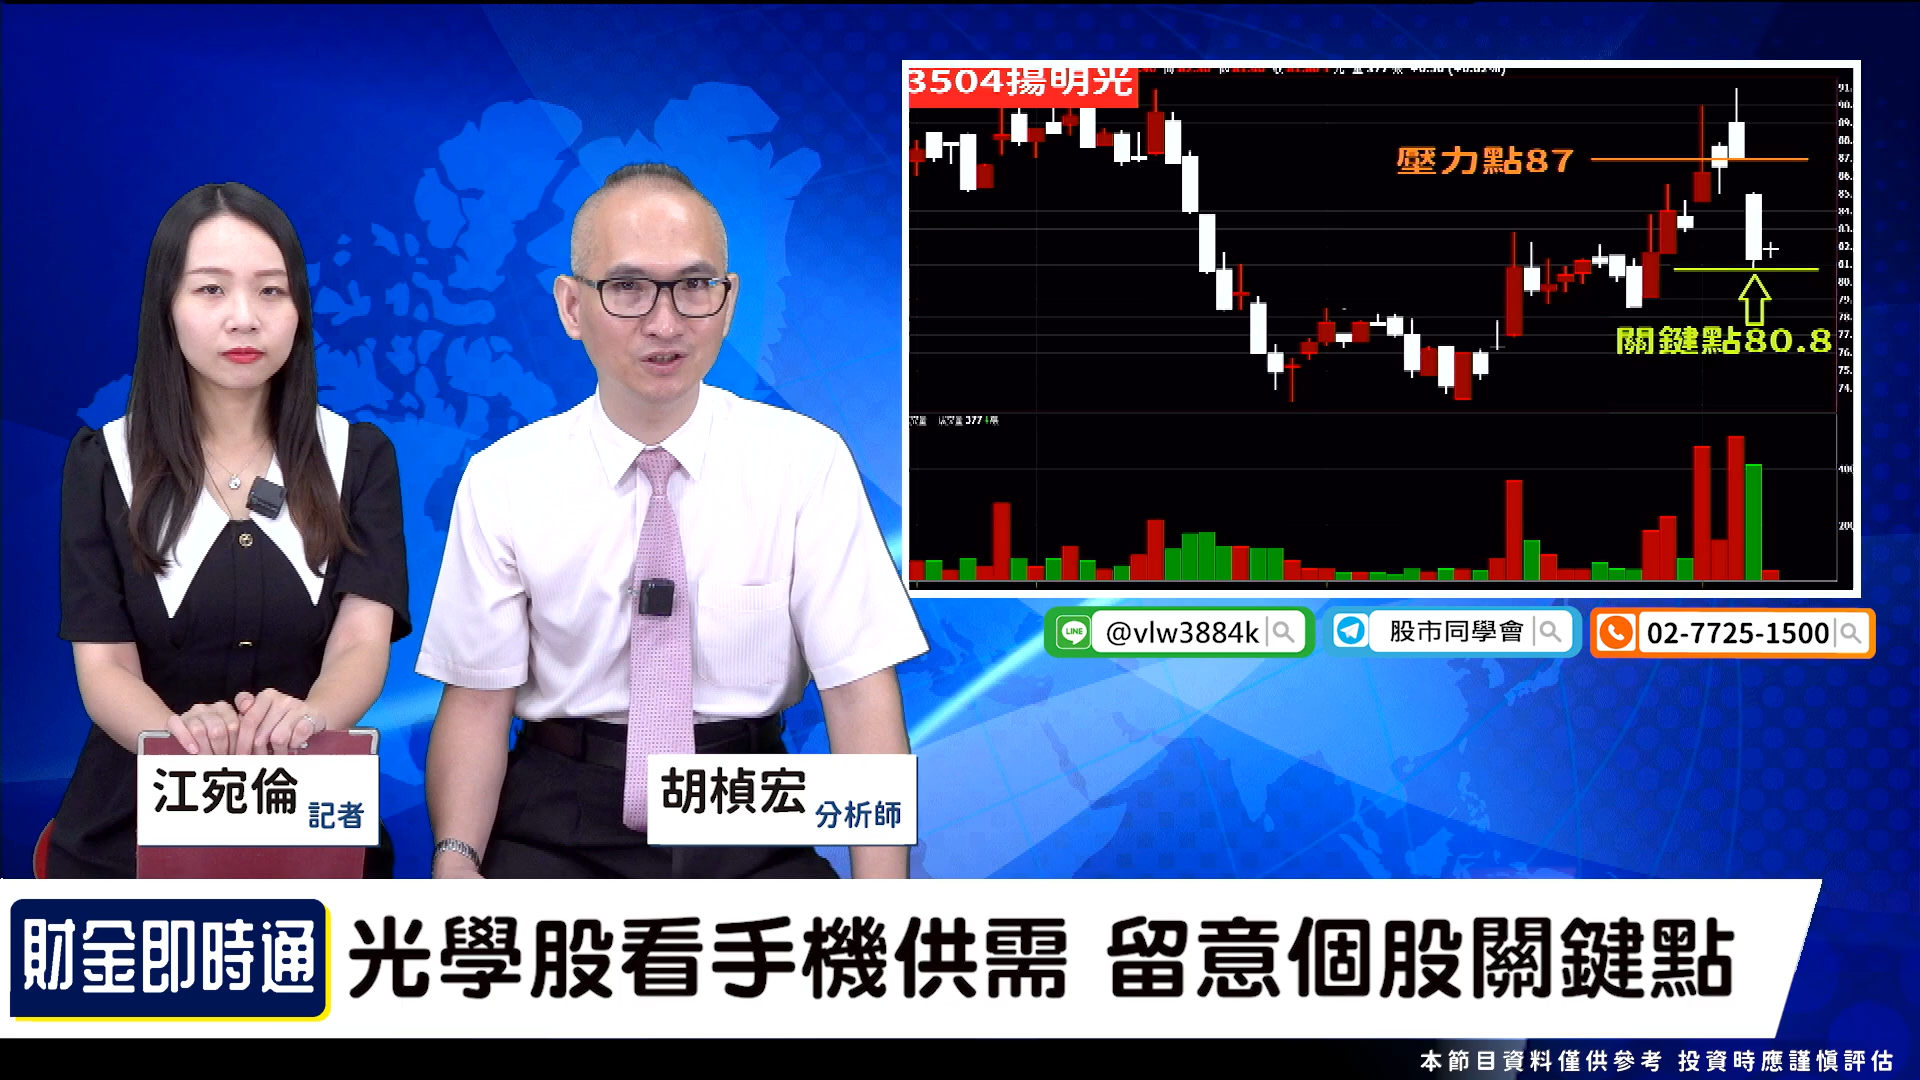 3504揚明光
壓力點87
關鍵點80.8
377
LINE
@vlw3884k
股市同學會
02-7725-1500
江宛倫 記者
胡楨宏 分析師
財金即時通
光學股看手機供需 留意個股關鍵點
本節目資料僅供參考 投資時應謹慎評估